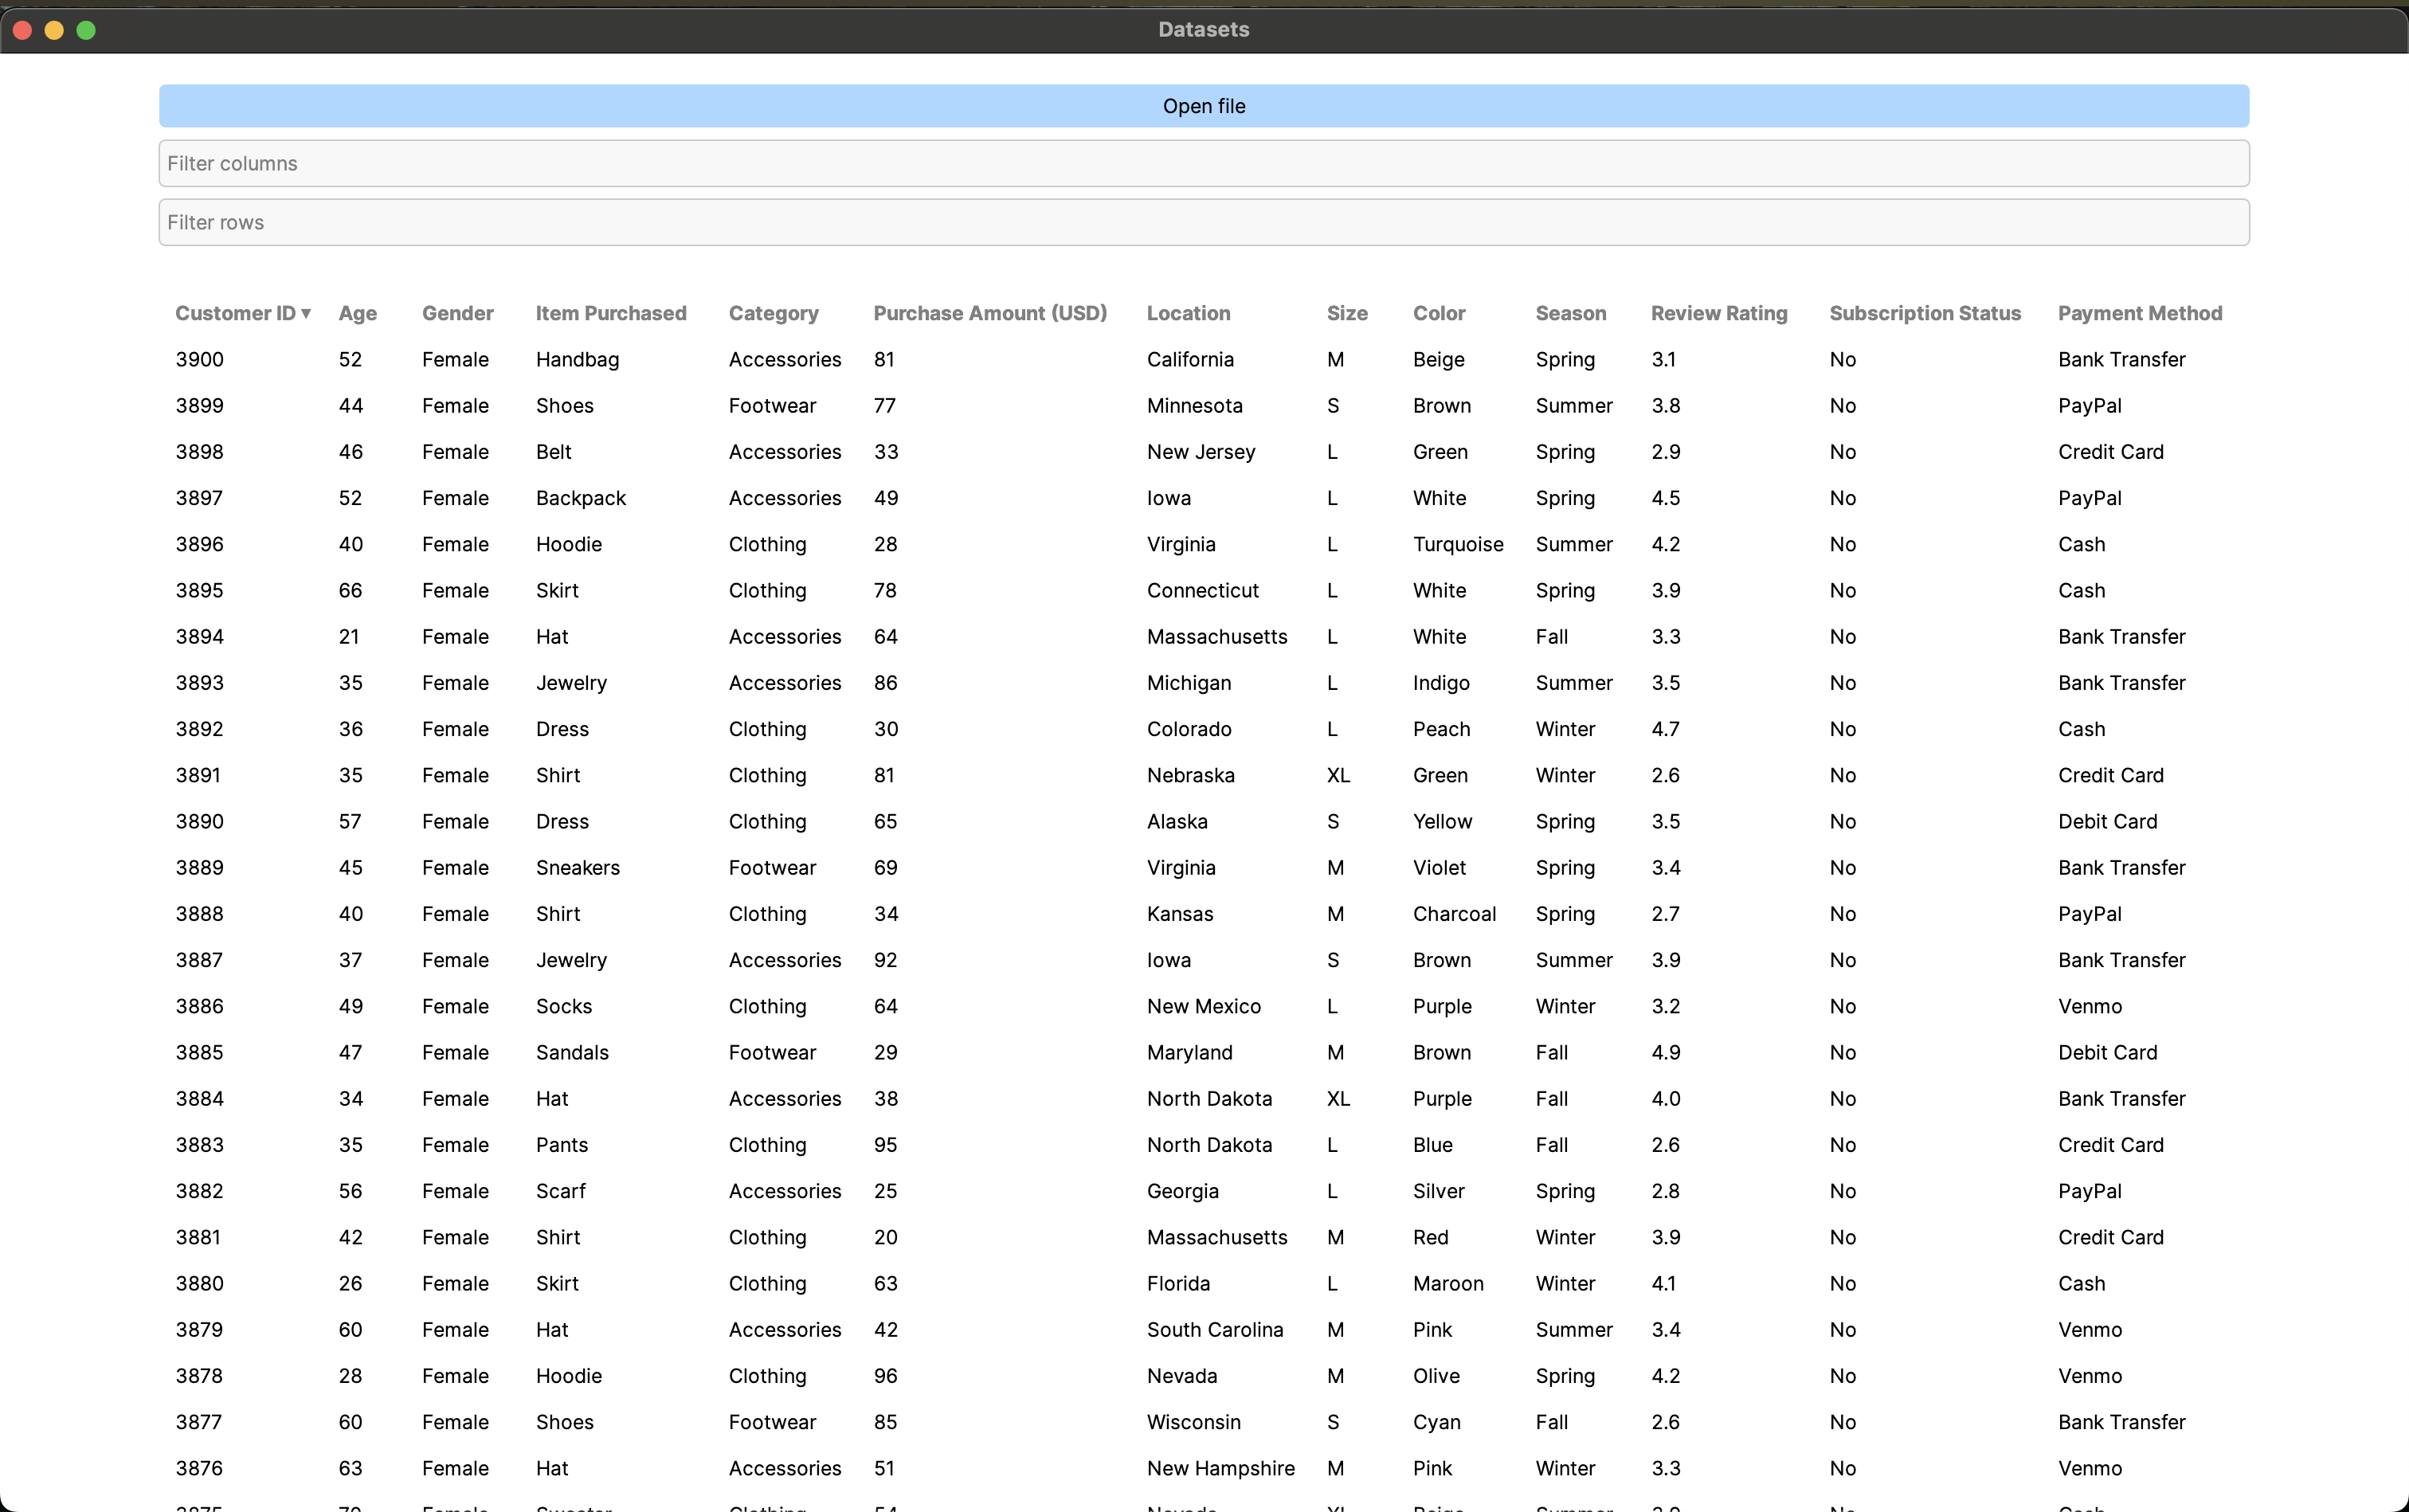 Datasets
Open file
Filter columns
Filter rows
Customer ID ▾ Age Gender Item Purchased Category Purchase Amount (USD) Location Size Color Season Review Rating Subscription Status Payment Method
3900 52 Female Handbag Accessories 81 California M Beige Spring 3.1 No Bank Transfer
3899 44 Female Shoes Footwear 77 Minnesota S Brown Summer 3.8 No PayPal
3898 46 Female Belt Accessories 33 New Jersey L Green Spring 2.9 No Credit Card
3897 52 Female Backpack Accessories 49 Iowa L White Spring 4.5 No PayPal
3896 40 Female Hoodie Clothing 28 Virginia L Turquoise Summer 4.2 No Cash
3895 66 Female Skirt Clothing 78 Connecticut L White Spring 3.9 No Cash
3894 21 Female Hat Accessories 64 Massachusetts L White Fall 3.3 No Bank Transfer
3893 35 Female Jewelry Accessories 86 Michigan L Indigo Summer 3.5 No Bank Transfer
3892 36 Female Dress Clothing 30 Colorado L Peach Winter 4.7 No Cash
3891 35 Female Shirt Clothing 81 Nebraska XL Green Winter 2.6 No Credit Card
3890 57 Female Dress Clothing 65 Alaska S Yellow Spring 3.5 No Debit Card
3889 45 Female Sneakers Footwear 69 Virginia M Violet Spring 3.4 No Bank Transfer
3888 40 Female Shirt Clothing 34 Kansas M Charcoal Spring 2.7 No PayPal
3887 37 Female Jewelry Accessories 92 Iowa S Brown Summer 3.9 No Bank Transfer
3886 49 Female Socks Clothing 64 New Mexico L Purple Winter 3.2 No Venmo
3885 47 Female Sandals Footwear 29 Maryland M Brown Fall 4.9 No Debit Card
3884 34 Female Hat Accessories 38 North Dakota XL Purple Fall 4.0 No Bank Transfer
3883 35 Female Pants Clothing 95 North Dakota L Blue Fall 2.6 No Credit Card
3882 56 Female Scarf Accessories 25 Georgia L Silver Spring 2.8 No PayPal
3881 42 Female Shirt Clothing 20 Massachusetts M Red Winter 3.9 No Credit Card
3880 26 Female Skirt Clothing 63 Florida L Maroon Winter 4.1 No Cash
3879 60 Female Hat Accessories 42 South Carolina M Pink Summer 3.4 No Venmo
3878 28 Female Hoodie Clothing 96 Nevada M Olive Spring 4.2 No Venmo
3877 60 Female Shoes Footwear 85 Wisconsin S Cyan Fall 2.6 No Bank Transfer
3876 63 Female Hat Accessories 51 New Hampshire M Pink Winter 3.3 No Venmo